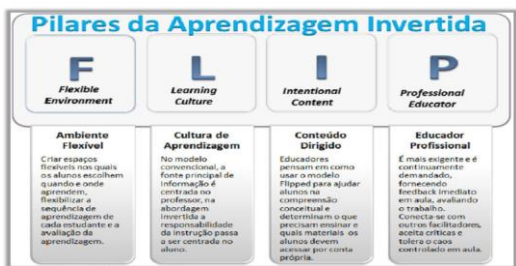 Pilares da Aprendizagem Invertida
F
Flexible
Environment
L
Learning
Culture
I
Intentional
Content
P
Professional
Educator
Ambiente
Flexível
Criar espaços
flexíveis nos quais
os alunos escolhem
quando e onde
aprendem,
flexibilizar a
sequência de
aprendizagem de
cada estudante e a
avaliação da
aprendizagem.
Cultura de
Aprendizagem
No modelo
convencional, a
fonte principal de
informação é
centrada no
professor, na
abordagem
invertida a
responsabilidade
da instrução passa
a ser centrada no
aluno.
Conteúdo
Dirigido
Educadores
pensam em como
usar o modelo
Flipped para ajudar
alunos na
compreensão
conceitual e
determinam o que
precisam ensinar e
quais materiais os
alunos devem
acessar por conta
própria.
Educador
Profissional
É mais exigente e é
continuamente
demandado,
fornecendo
feedback imediato
em aula, avaliando
o trabalho.
Conecta-se com
outros facilitadores,
aceita críticas e
tolera o caos
controlado em aula.